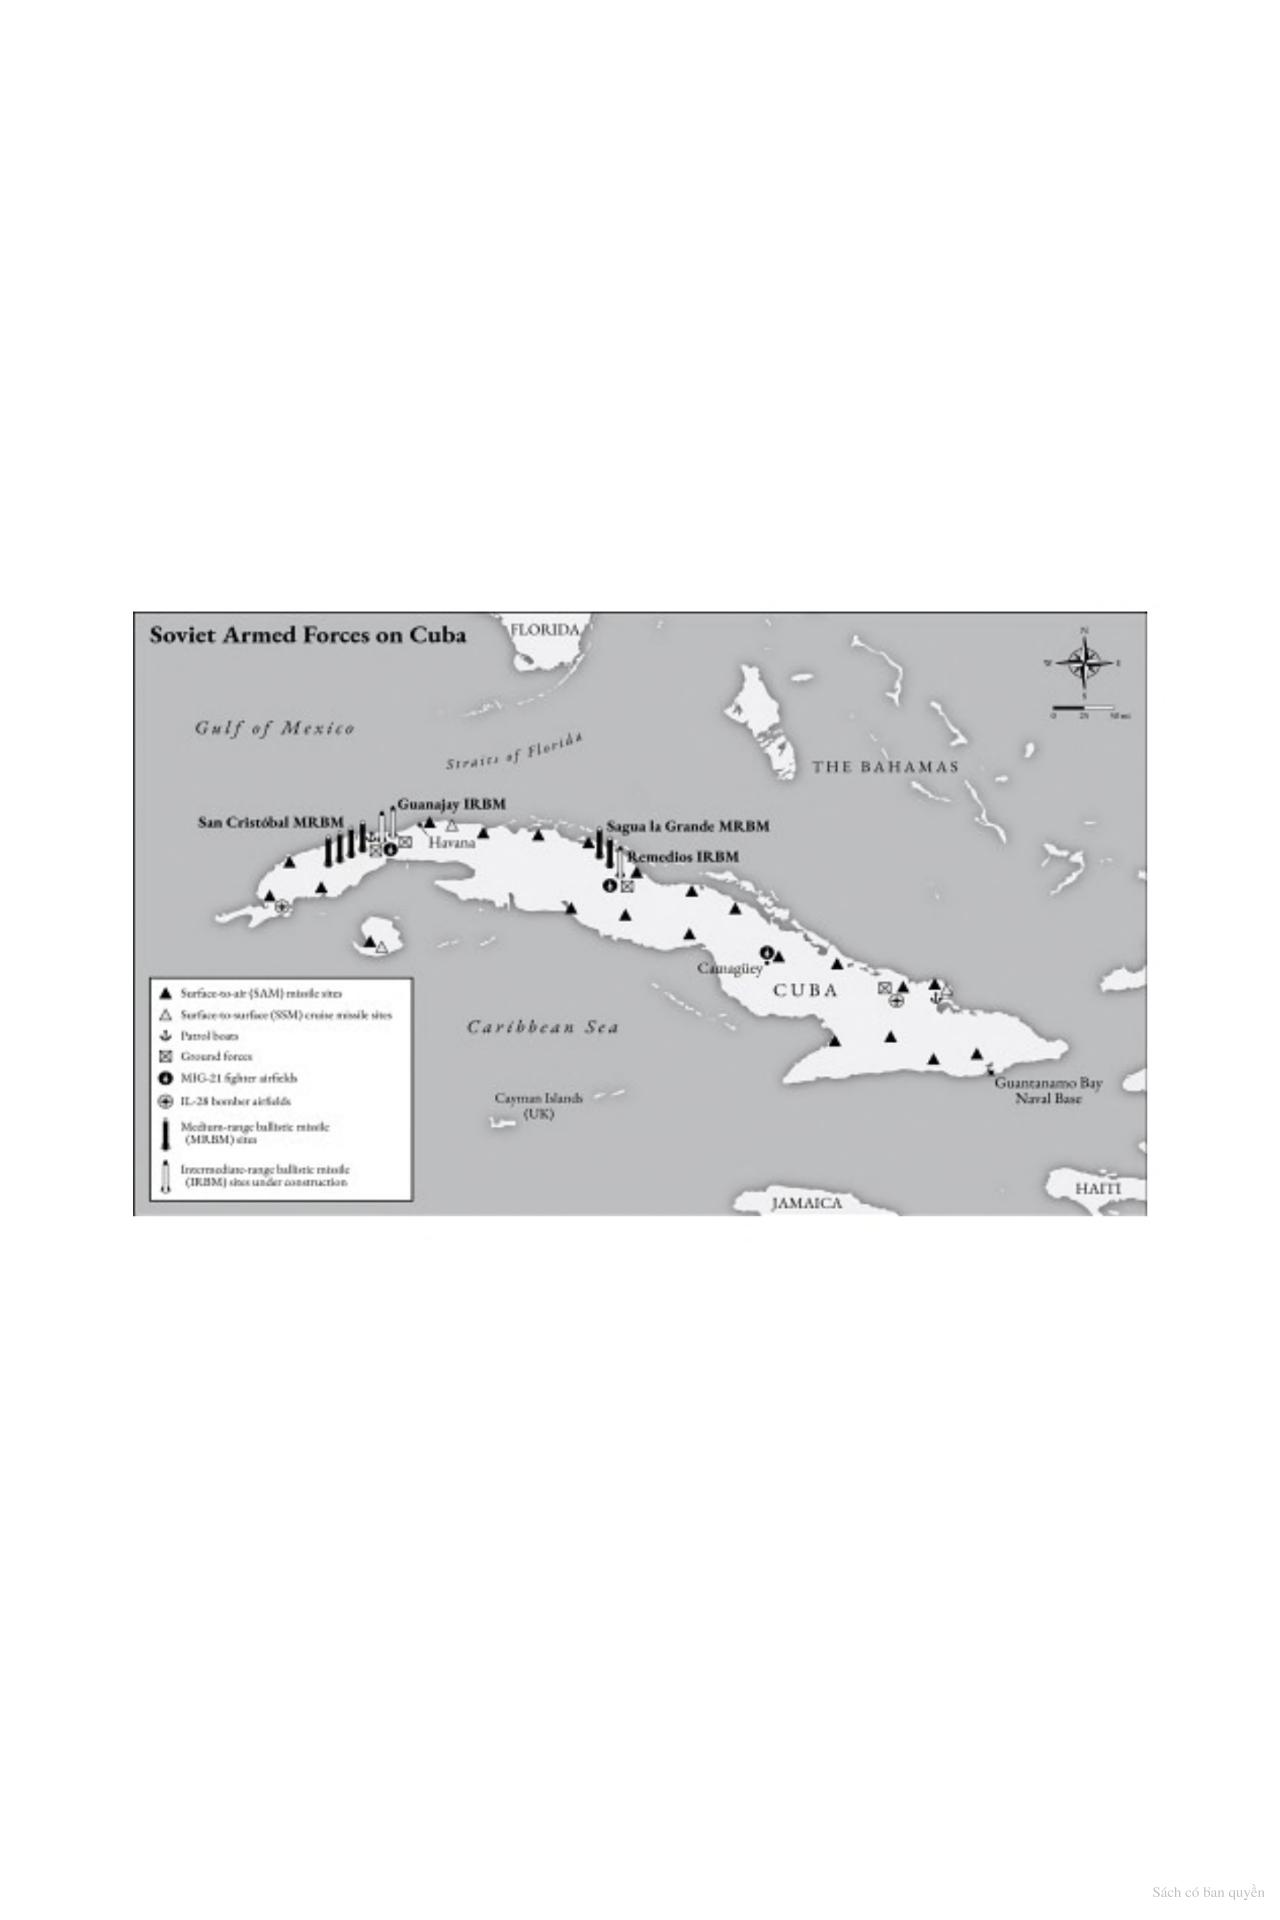 Soviet Armed Forces on Cuba
FLORIDA
N
W E
S
0 25 50 mi
Gulf of Mexico
Straits of Florida
THE BAHAMAS
Guanajay IRBM
San Cristóbal MRBM
Havana
Sagua la Grande MRBM
Remedios IRBM
Camagüey
CUBA
Caribbean Sea
Guantanamo Bay
Naval Base
Cayman Islands
(UK)
JAMAICA
HAITI
Surface-to-air (SAM) missile sites
Surface-to-surface (SSM) cruise missile sites
Patrol boats
Ground forces
MIG-21 fighter airfields
IL-28 bomber airfields
Medium-range ballistic missile
(MRBM) sites
Intermediate-range ballistic missile
(IRBM) sites under construction
Sách có bản quyền